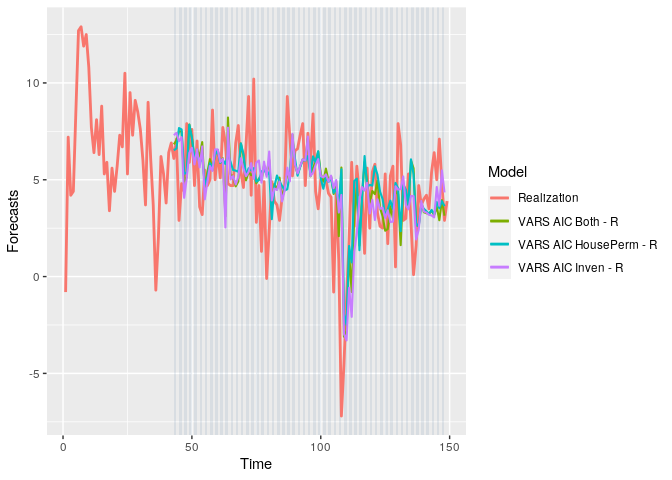 Forecasts
10
5
0
-5
0
50
100
150
Time
Model
Realization
VARS AIC Both - R
VARS AIC HousePerm - R
VARS AIC Inven - R